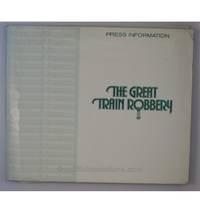 PRESS INFORMATION
THE GREAT
TRAIN ROBBERY